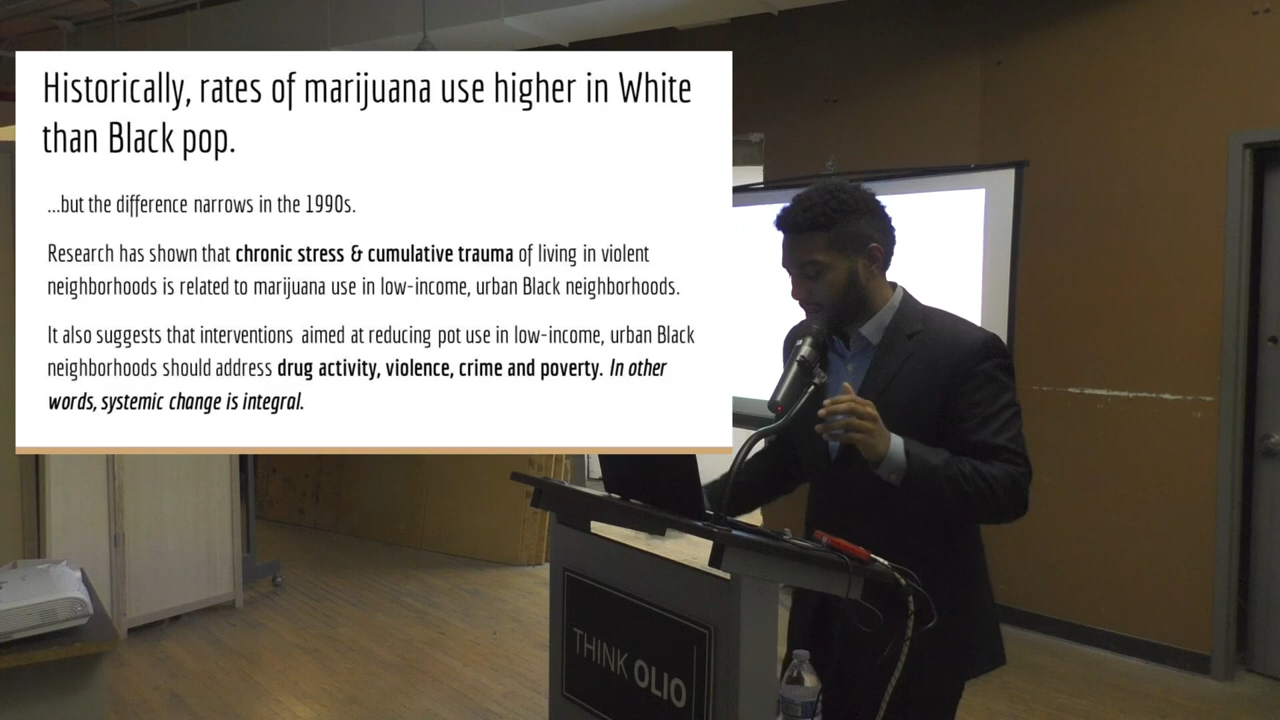 Historically, rates of marijuana use higher in White
than Black pop.
...but the difference narrows in the 1990s.
Research has shown that chronic stress & cumulative trauma of living in violent
neighborhoods is related to marijuana use in low-income, urban Black neighborhoods.
It also suggests that interventions aimed at reducing pot use in low-income, urban Black
neighborhoods should address drug activity, violence, crime and poverty. In other
words, systemic change is integral.
THINK OLIO